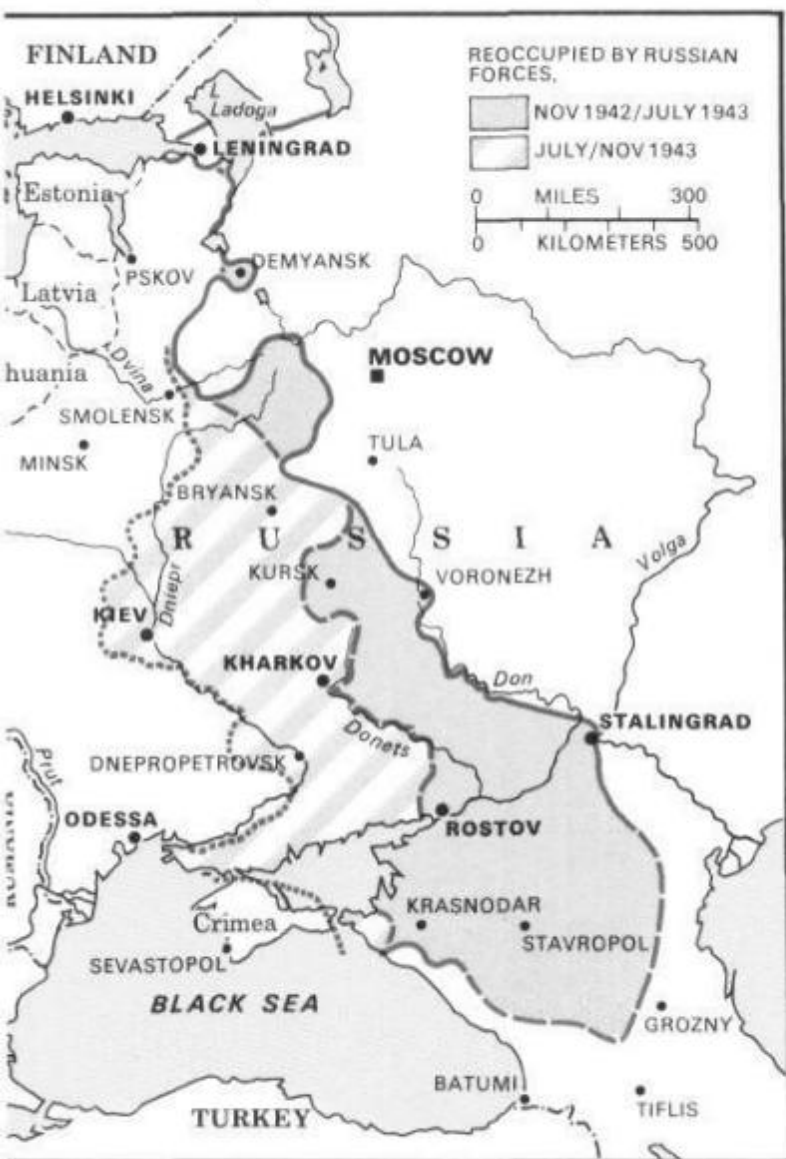 FINLAND
HELSINKI
L
Ladoga
LENINGRAD
REOCCUPIED BY RUSSIAN
FORCES,
NOV 1942/JULY 1943
JULY/NOV 1943
0 MILES 300
0 KILOMETERS 500
Estonia
PSKOV
DEMYANSK
Latvia
Dvina
MOSCOW
huania
SMOLENSK
MINSK
TULA
BRYANSK
RUSSIA
Volga
KURSK
VORONEZH
Dniepr
KIEV
KHARKOV
Don
STALINGRAD
Donets
DNEPROPETROVSK
Prut
ODESSA
ROSTOV
KRASNODAR
Crimea
STAVROPOL
SEVASTOPOL
BLACK SEA
GROZNY
BATUMI
TIFLIS
TURKEY